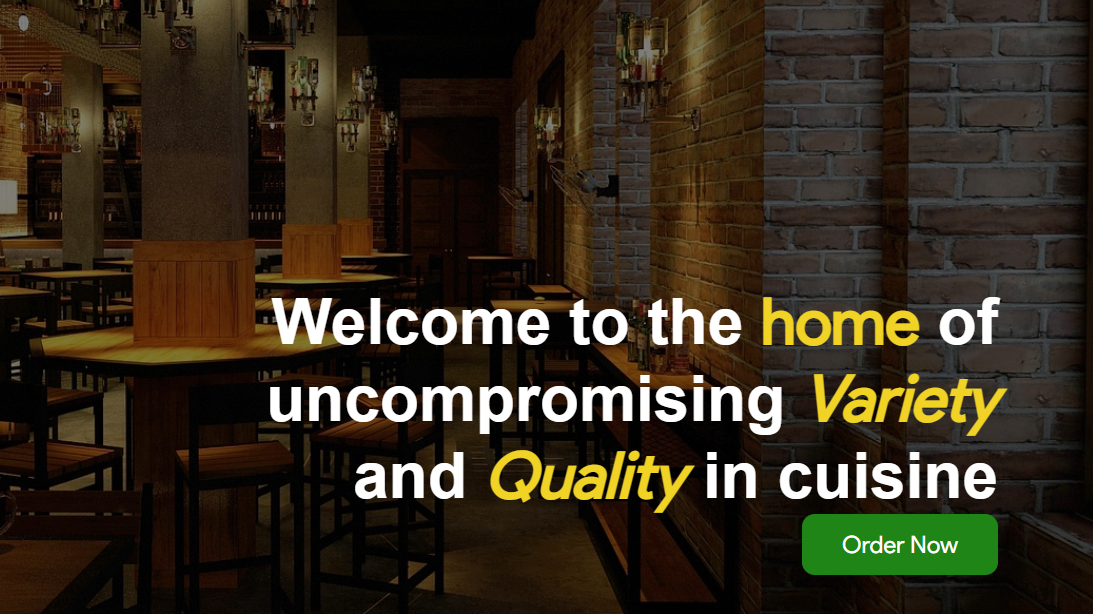 Welcome to the home of
uncompromising Variety
and Quality in cuisine
Order Now